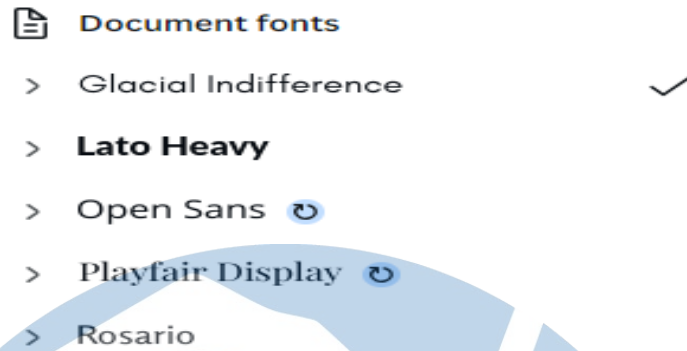 Document fonts
Glacial Indifference
Lato Heavy
Open Sans
Playfair Display
Rosario